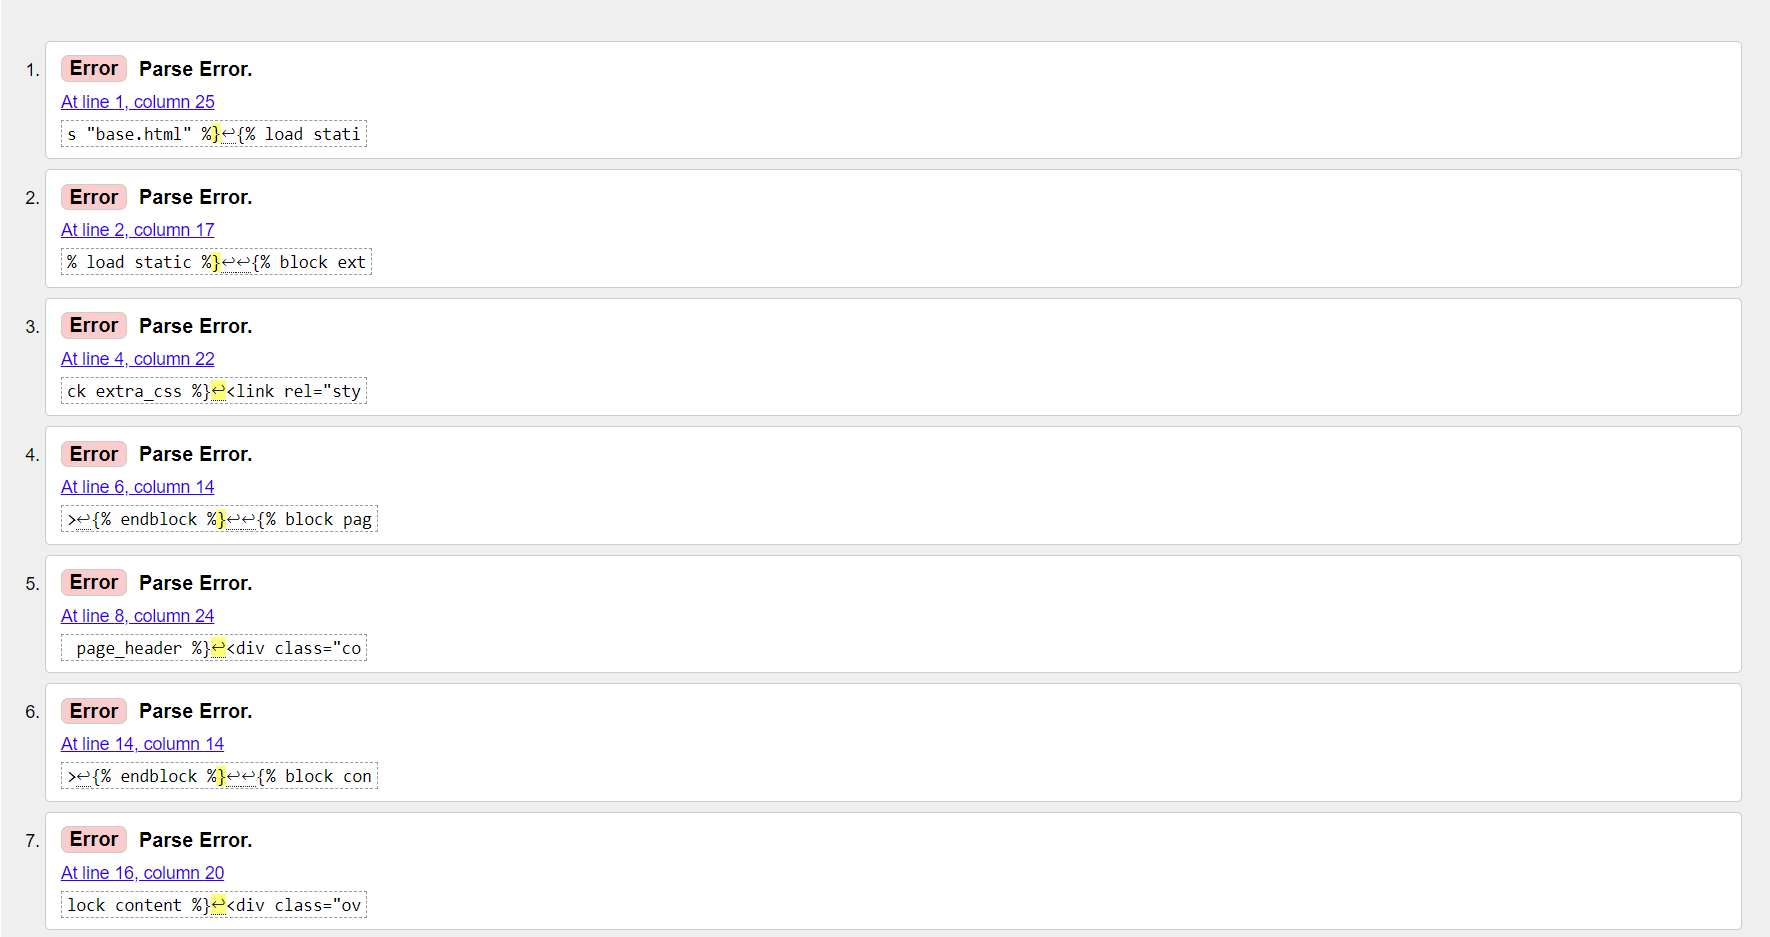 1. Error Parse Error.
At line 1, column 25
s "base.html" %}↩{% load stati
2. Error Parse Error.
At line 2, column 17
% load static %}↩↩{% block ext
3. Error Parse Error.
At line 4, column 22
ck extra_css %}↩<link rel="sty
4. Error Parse Error.
At line 6, column 14
>↩{% endblock %}↩↩{% block pag
5. Error Parse Error.
At line 8, column 24
page_header %}↩<div class="co
6. Error Parse Error.
At line 14, column 14
>↩{% endblock %}↩↩{% block con
7. Error Parse Error.
At line 16, column 20
lock content %}↩<div class="ov